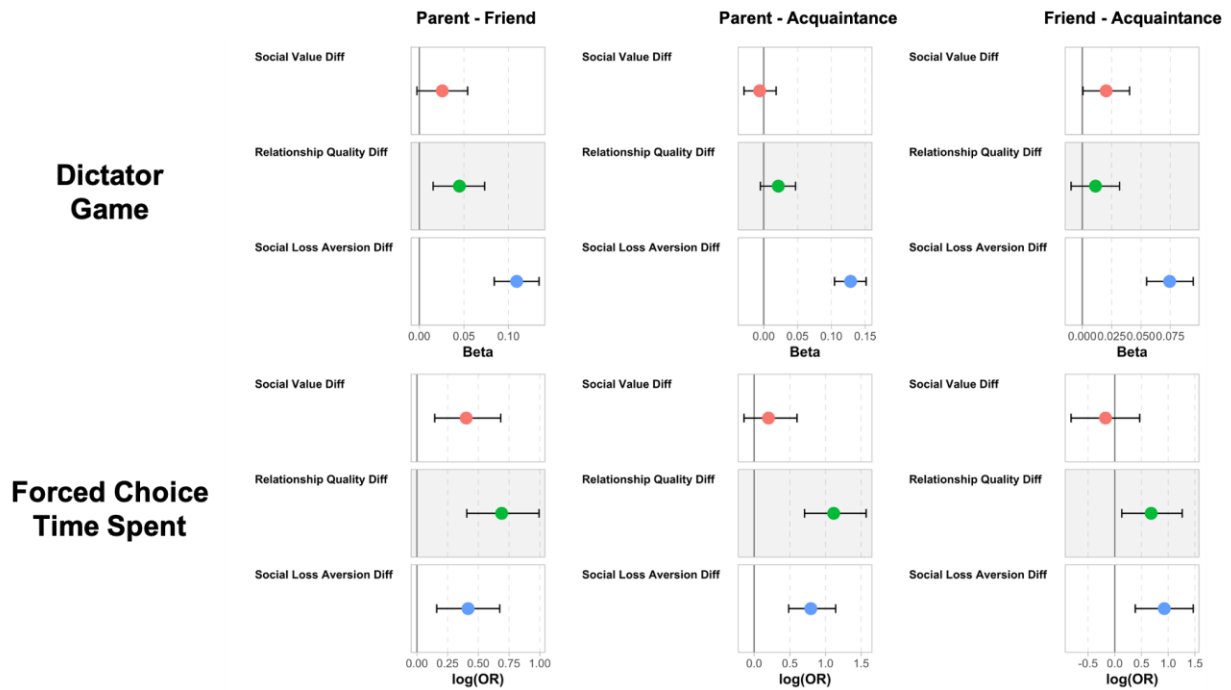 Parent - Friend Parent - Acquaintance Friend - Acquaintance
Dictator
Game
Social Value Diff Social Value Diff Social Value Diff
Relationship Quality Diff Relationship Quality Diff Relationship Quality Diff
Social Loss Aversion Diff Social Loss Aversion Diff Social Loss Aversion Diff
0.00 0.05 0.10 0.00 0.05 0.10 0.15 0.000 0.025 0.050 0.075
Beta Beta Beta
Forced Choice
Time Spent
Social Value Diff Social Value Diff Social Value Diff
Relationship Quality Diff Relationship Quality Diff Relationship Quality Diff
Social Loss Aversion Diff Social Loss Aversion Diff Social Loss Aversion Diff
0.00 0.25 0.50 0.75 1.00 0.0 0.5 1.0 1.5 -0.5 0.0 0.5 1.0 1.5
log(OR) log(OR) log(OR)